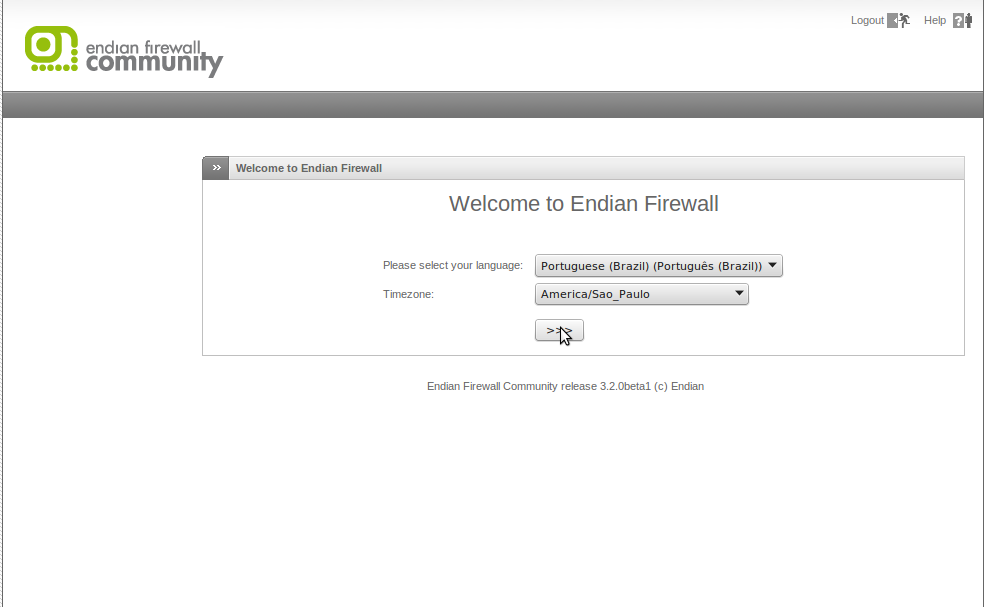 Logout Help
endian firewall
community
Welcome to Endian Firewall
Welcome to Endian Firewall
Please select your language: Portuguese (Brazil) (Português (Brazil))
Timezone: America/Sao_Paulo
>>>
Endian Firewall Community release 3.2.0beta1 (c) Endian